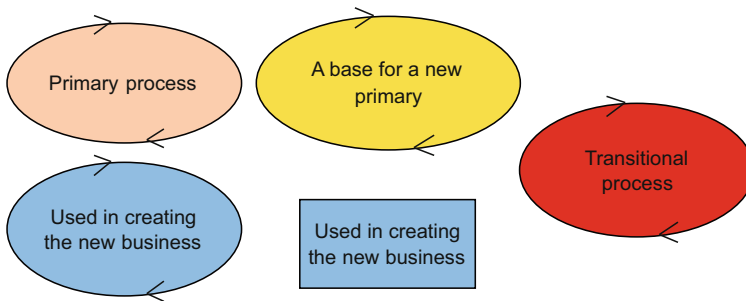 Primary process
A base for a new
primary
Transitional
process
Used in creating
the new business
Used in creating
the new business